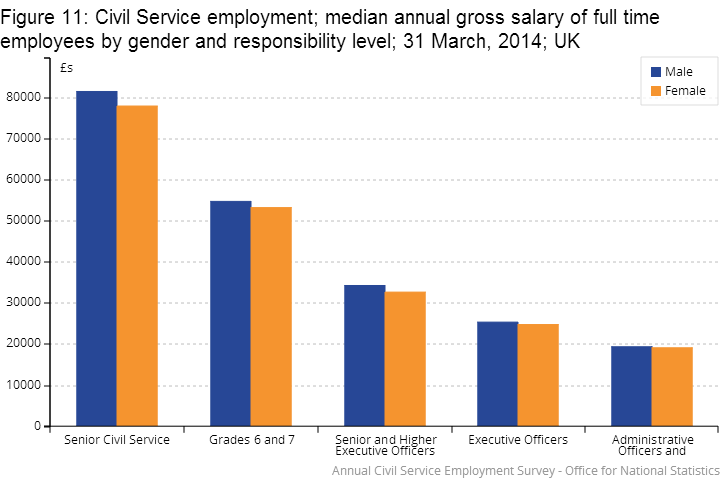 Figure 11: Civil Service employment; median annual gross salary of full time
employees by gender and responsibility level; 31 March, 2014; UK
£s
Male
Female
80000
70000
60000
50000
40000
30000
20000
10000
0
Senior Civil Service
Grades 6 and 7
Senior and Higher
Executive Officers
Executive Officers
Administrative
Officers and
Annual Civil Service Employment Survey - Office for National Statistics